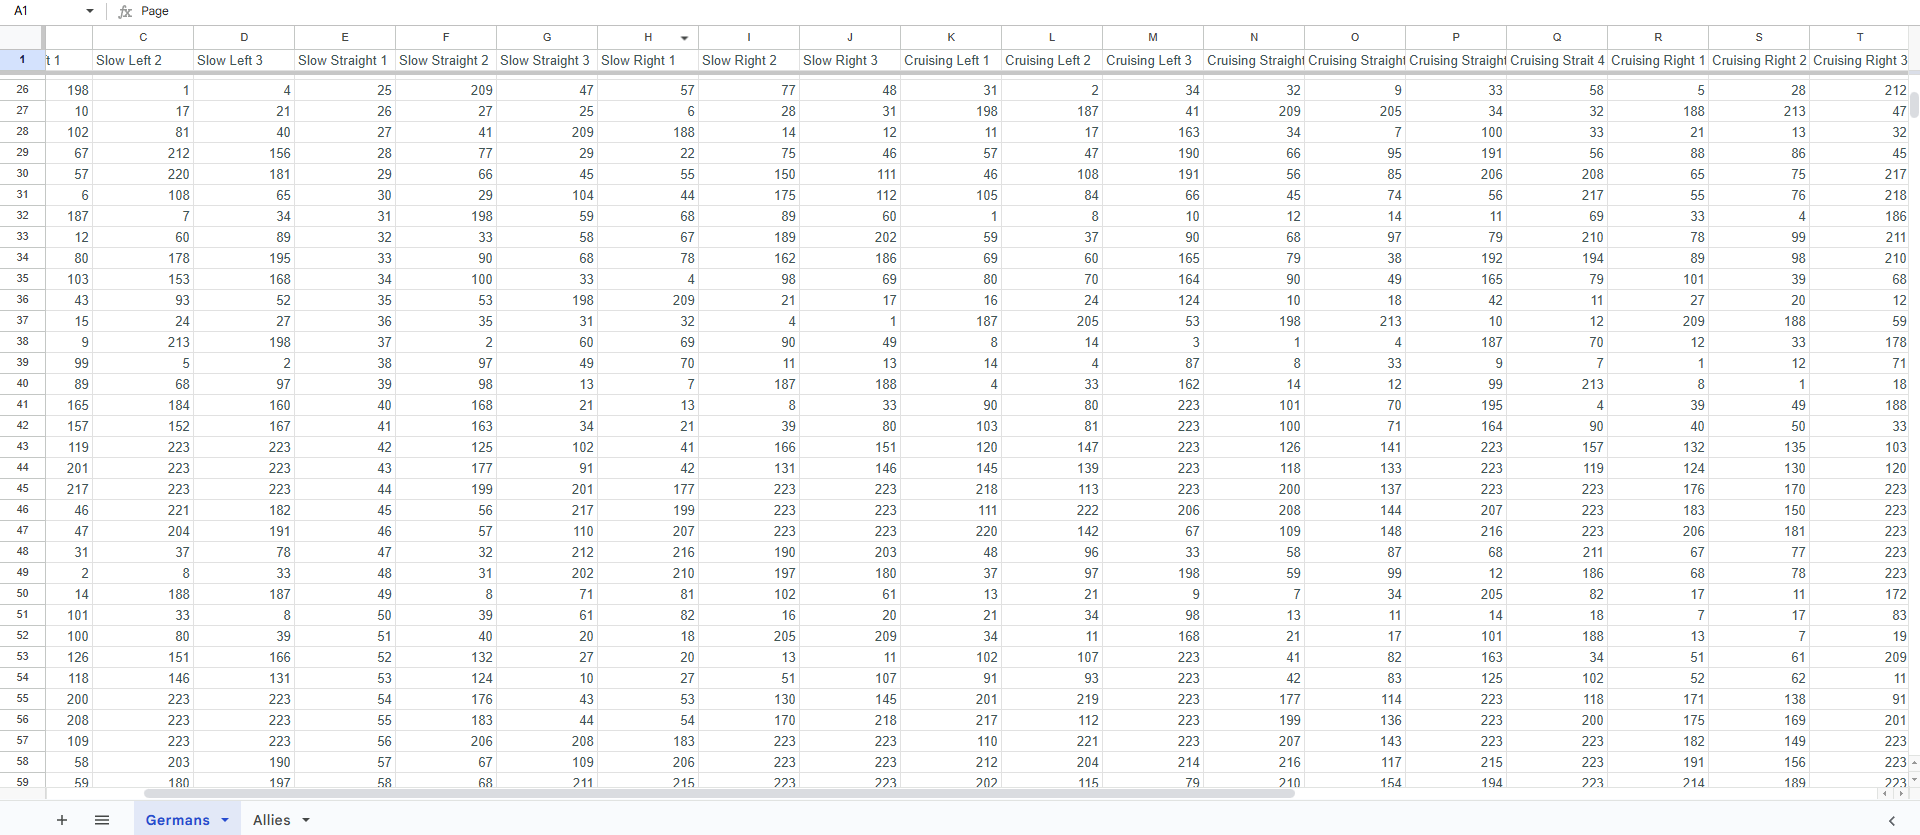 A1 fx Page
C D E F G H I J K L M N O P Q R S T
1 t 1 Slow Left 2 Slow Left 3 Slow Straight 1 Slow Straight 2 Slow Straight 3 Slow Right 1 Slow Right 2 Slow Right 3 Cruising Left 1 Cruising Left 2 Cruising Left 3 Cruising Straight Cruising Straight Cruising Straight Cruising Strait 4 Cruising Right 1 Cruising Right 2 Cruising Right 3
26 198 1 4 25 209 47 57 77 48 31 2 34 32 9 33 58 5 28 212
27 10 17 21 26 27 25 6 28 31 198 187 41 209 205 34 32 188 213 47
28 102 81 40 27 41 209 188 14 12 11 17 163 34 7 100 33 21 13 32
29 67 212 156 28 77 29 22 75 46 57 47 190 66 95 191 56 88 86 45
30 57 220 181 29 66 45 55 150 111 46 108 191 56 85 206 208 65 75 217
31 6 108 65 30 29 104 44 175 112 105 84 66 45 74 56 217 55 76 218
32 187 7 34 31 198 59 68 89 60 1 8 10 12 14 11 69 33 4 186
33 12 60 89 32 33 58 67 189 202 59 37 90 68 97 79 210 78 99 211
34 80 178 195 33 90 68 78 162 186 69 60 165 79 38 192 194 89 98 210
35 103 153 168 34 100 33 4 98 69 80 70 164 90 49 165 79 101 39 68
36 43 93 52 35 53 198 209 21 17 16 24 124 10 18 42 11 27 20 12
37 15 24 27 36 35 31 32 4 1 187 205 53 198 213 10 12 209 188 59
38 9 213 198 37 2 60 69 90 49 8 14 3 1 4 187 70 12 33 178
39 99 5 2 38 97 49 70 11 13 14 4 87 8 33 9 7 1 12 71
40 89 68 97 39 98 13 7 187 188 4 33 162 14 12 99 213 8 1 18
41 165 184 160 40 168 21 13 8 33 90 80 223 101 70 195 4 39 49 188
42 157 152 167 41 163 34 21 39 80 103 81 223 100 71 164 90 40 50 33
43 119 223 223 42 125 102 41 166 151 120 147 223 126 141 223 157 132 135 103
44 201 223 223 43 177 91 42 131 146 145 139 223 118 133 223 119 124 130 120
45 217 223 223 44 199 201 177 223 223 218 113 223 200 137 223 223 176 170 223
46 46 221 182 45 56 217 199 223 223 111 222 206 208 144 207 223 183 150 223
47 47 204 191 46 57 110 207 223 223 220 142 67 109 148 216 223 206 181 223
48 31 37 78 47 32 212 216 190 203 48 96 33 58 87 68 211 67 77 223
49 2 8 33 48 31 202 210 197 180 37 97 198 59 99 12 186 68 78 223
50 14 188 187 49 8 71 81 102 61 13 21 9 7 34 205 82 17 11 172
51 101 33 8 50 39 61 82 16 20 21 34 98 13 11 14 18 7 17 83
52 100 80 39 51 40 20 18 205 209 34 11 168 21 17 101 188 13 7 19
53 126 151 166 52 132 27 20 13 11 102 107 223 41 82 163 34 51 61 209
54 118 146 131 53 124 10 27 51 107 91 93 223 42 83 125 102 52 62 11
55 200 223 223 54 176 43 53 130 145 201 219 223 177 114 223 118 171 138 91
56 208 223 223 55 183 44 54 170 218 217 112 223 199 136 223 200 175 169 201
57 109 223 223 56 206 208 183 223 223 110 221 223 207 143 223 223 182 149 223
58 58 203 190 57 67 109 206 223 223 212 204 214 216 117 215 223 191 156 223
59 59 180 197 58 68 211 215 223 223 202 115 79 210 154 194 223 214 189 223
Germans Allies